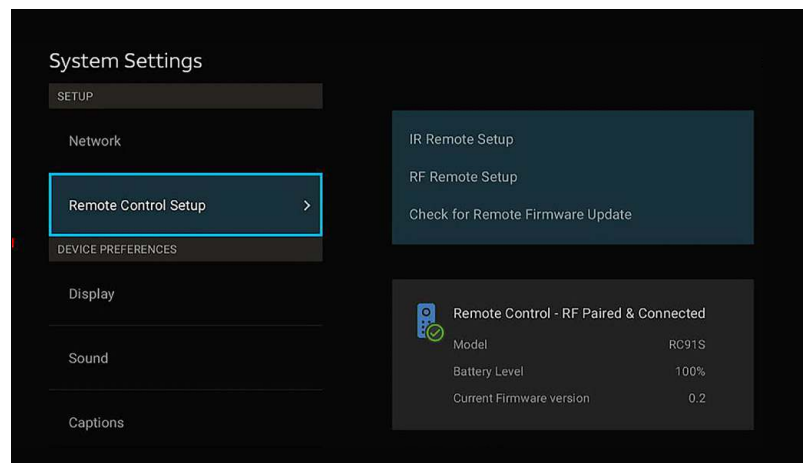 System Settings
SETUP
Network
Remote Control Setup
DEVICE PREFERENCES
Display
Sound
Captions
IR Remote Setup
RF Remote Setup
Check for Remote Firmware Update
Remote Control - RF Paired & Connected
Model RC91S
Battery Level 100%
Current Firmware version 0.2